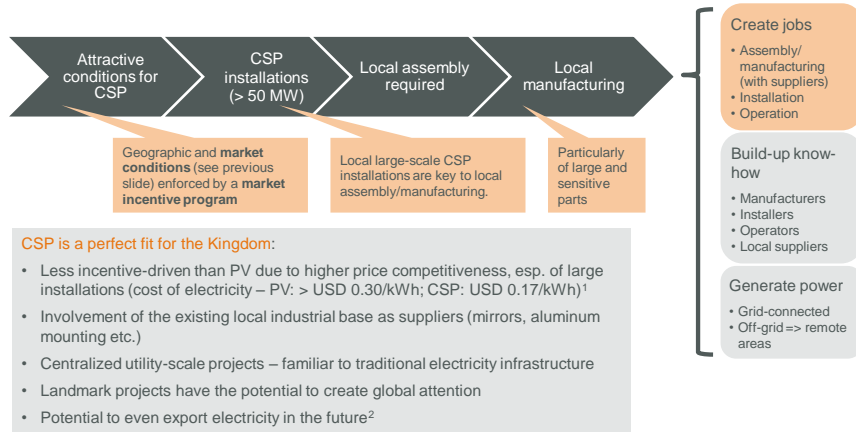 Attractive
conditions for
CSP
CSP
installations
(> 50 MW)
Local assembly
required
Local
manufacturing
Geographic and market
conditions (see previous
slide) enforced by a market
incentive program
Local large-scale CSP
installations are key to local
assembly/manufacturing.
Particularly
of large and
sensitive
parts
CSP is a perfect fit for the Kingdom:
• Less incentive-driven than PV due to higher price competitiveness, esp. of large
installations (cost of electricity – PV: > USD 0.30/kWh; CSP: USD 0.17/kWh)¹
• Involvement of the existing local industrial base as suppliers (mirrors, aluminum
mounting etc.)
• Centralized utility-scale projects – familiar to traditional electricity infrastructure
• Landmark projects have the potential to create global attention
• Potential to even export electricity in the future²
Create jobs
• Assembly/
manufacturing
(with suppliers)
• Installation
• Operation
Build-up know-
how
• Manufacturers
• Installers
• Operators
• Local suppliers
Generate power
• Grid-connected
• Off-grid => remote
areas